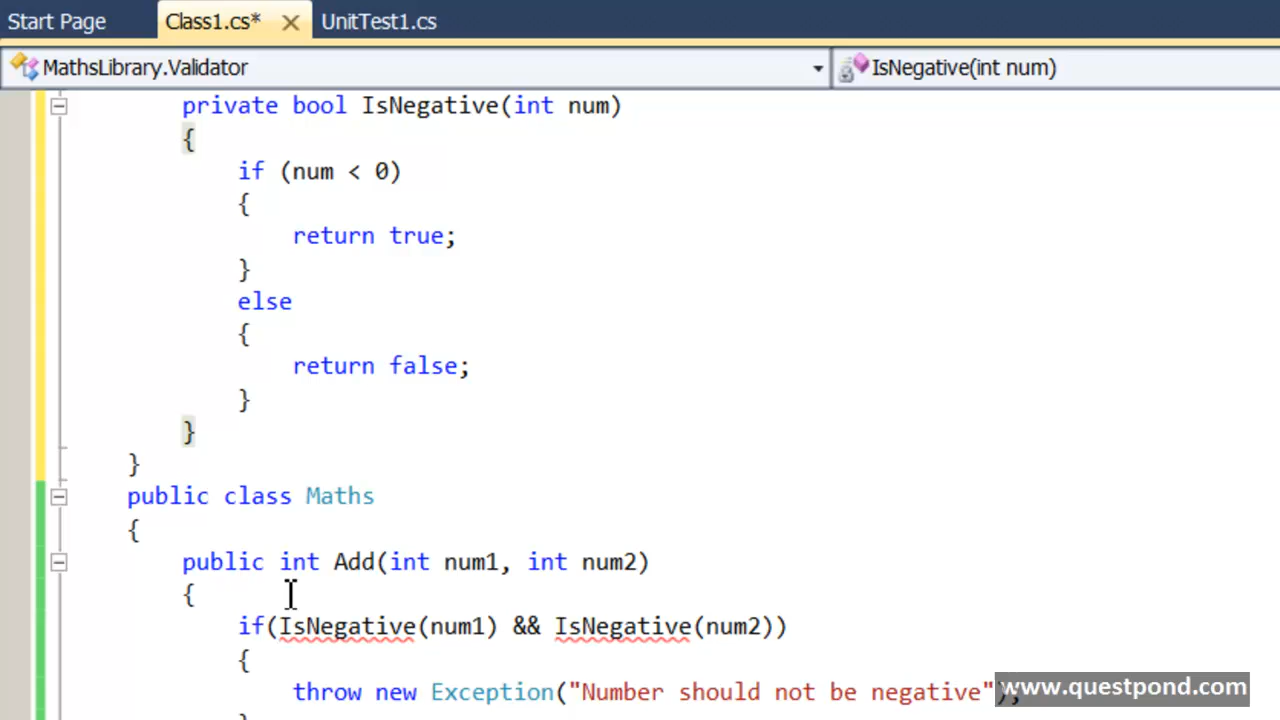 Start Page Class1.cs* UnitTest1.cs
MathsLibrary.Validator IsNegative(int num)
private bool IsNegative(int num)
{
if (num < 0)
{
return true;
}
else
{
return false;
}
}
}
public class Maths
{
public int Add(int num1, int num2)
{
if(IsNegative(num1) && IsNegative(num2))
{
throw new Exception("Number should not be negative");
www.questpond.com
}